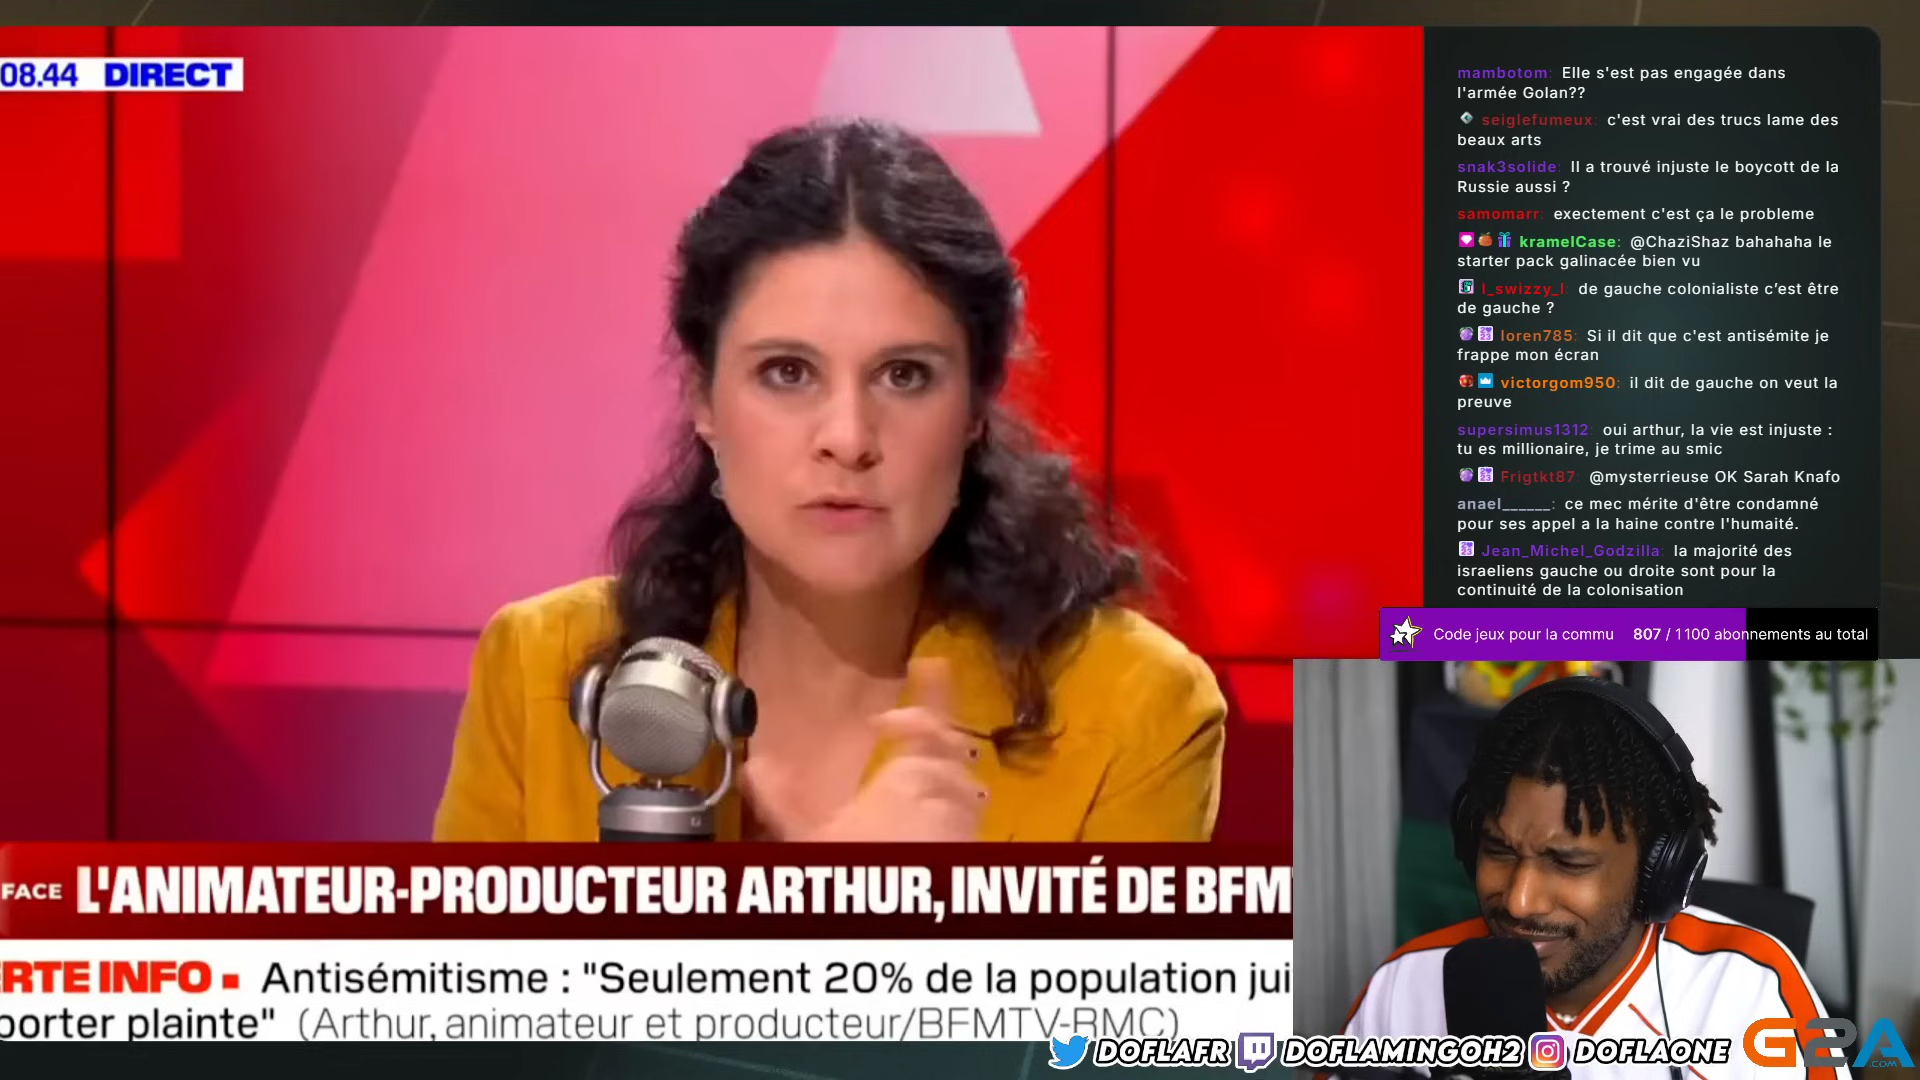 08.44 DIRECT
mambotom: Elle s'est pas engagée dans
l'armée Golan??
seiglefumeux: c'est vrai des trucs lame des
beaux arts
snak3solide: Il a trouvé injuste le boycott de la
Russie aussi ?
samomarr: exectement c'est ça le probleme
kramelCase: @ChaziShaz bahahaha le
starter pack galinacée bien vu
l_swizzy_l: de gauche colonialiste c'est être
de gauche ?
loren785: Si il dit que c'est antisémite je
frappe mon écran
victorgom950: il dit de gauche on veut la
preuve
supersimus1312: oui arthur, la vie est injuste :
tu es millionaire, je trime au smic
Frigtkt87: @mysterrieuse OK Sarah Knafo
anael______: ce mec mérite d'être condamné
pour ses appel a la haine contre l'humaité.
Jean_Michel_Godzilla: la majorité des
israeliens gauche ou droite sont pour la
continuité de la colonisation
Code jeux pour la commu 807 / 1100 abonnements au total
FACE L'ANIMATEUR-PRODUCTEUR ARTHUR, INVITÉ DE BFM
RTE INFO ▪ Antisémitisme : "Seulement 20% de la population jui
porter plainte" (Arthur, animateur et producteur/BFMTV-RMC)
DOFLAFR DOFLAMINGOH2 DOFLAONE G2A
.COM